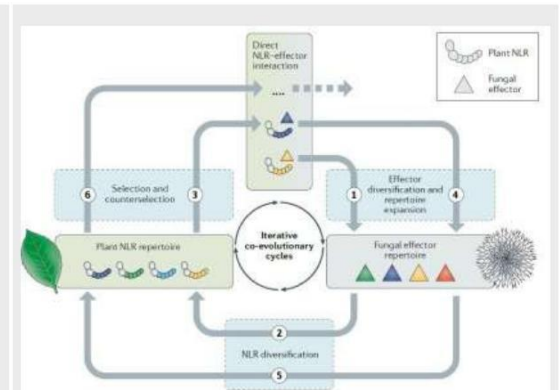 Direct
NLR-effector
interaction
....
Plant NLR
Fungal
effector
6
Selection and
counterselection
3
1
Effector
diversification and
repertoire
expansion
4
Plant NLR repertoire
Iterative
co-evolutionary
cycles
Fungal effector
repertoire
2
NLR diversification
5